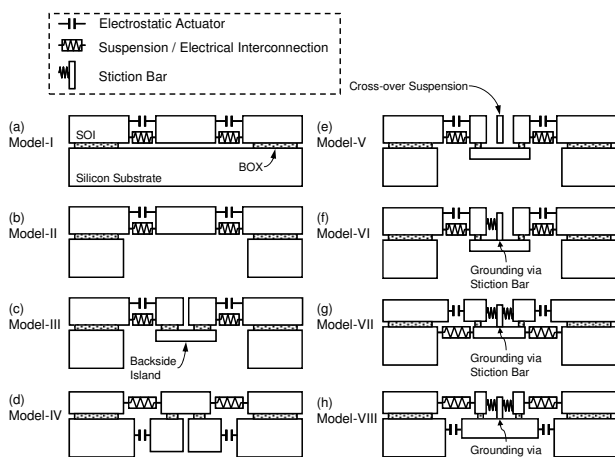 Electrostatic Actuator
Suspension / Electrical Interconnection
Stiction Bar
Cross-over Suspension
(a)
Model-I
SOI
BOX
Silicon Substrate
(b)
Model-II
(c)
Model-III
Backside
Island
(d)
Model-IV
(e)
Model-V
(f)
Model-VI
Grounding via
Stiction Bar
(g)
Model-VII
Grounding via
Stiction Bar
(h)
Model-VIII
Grounding via